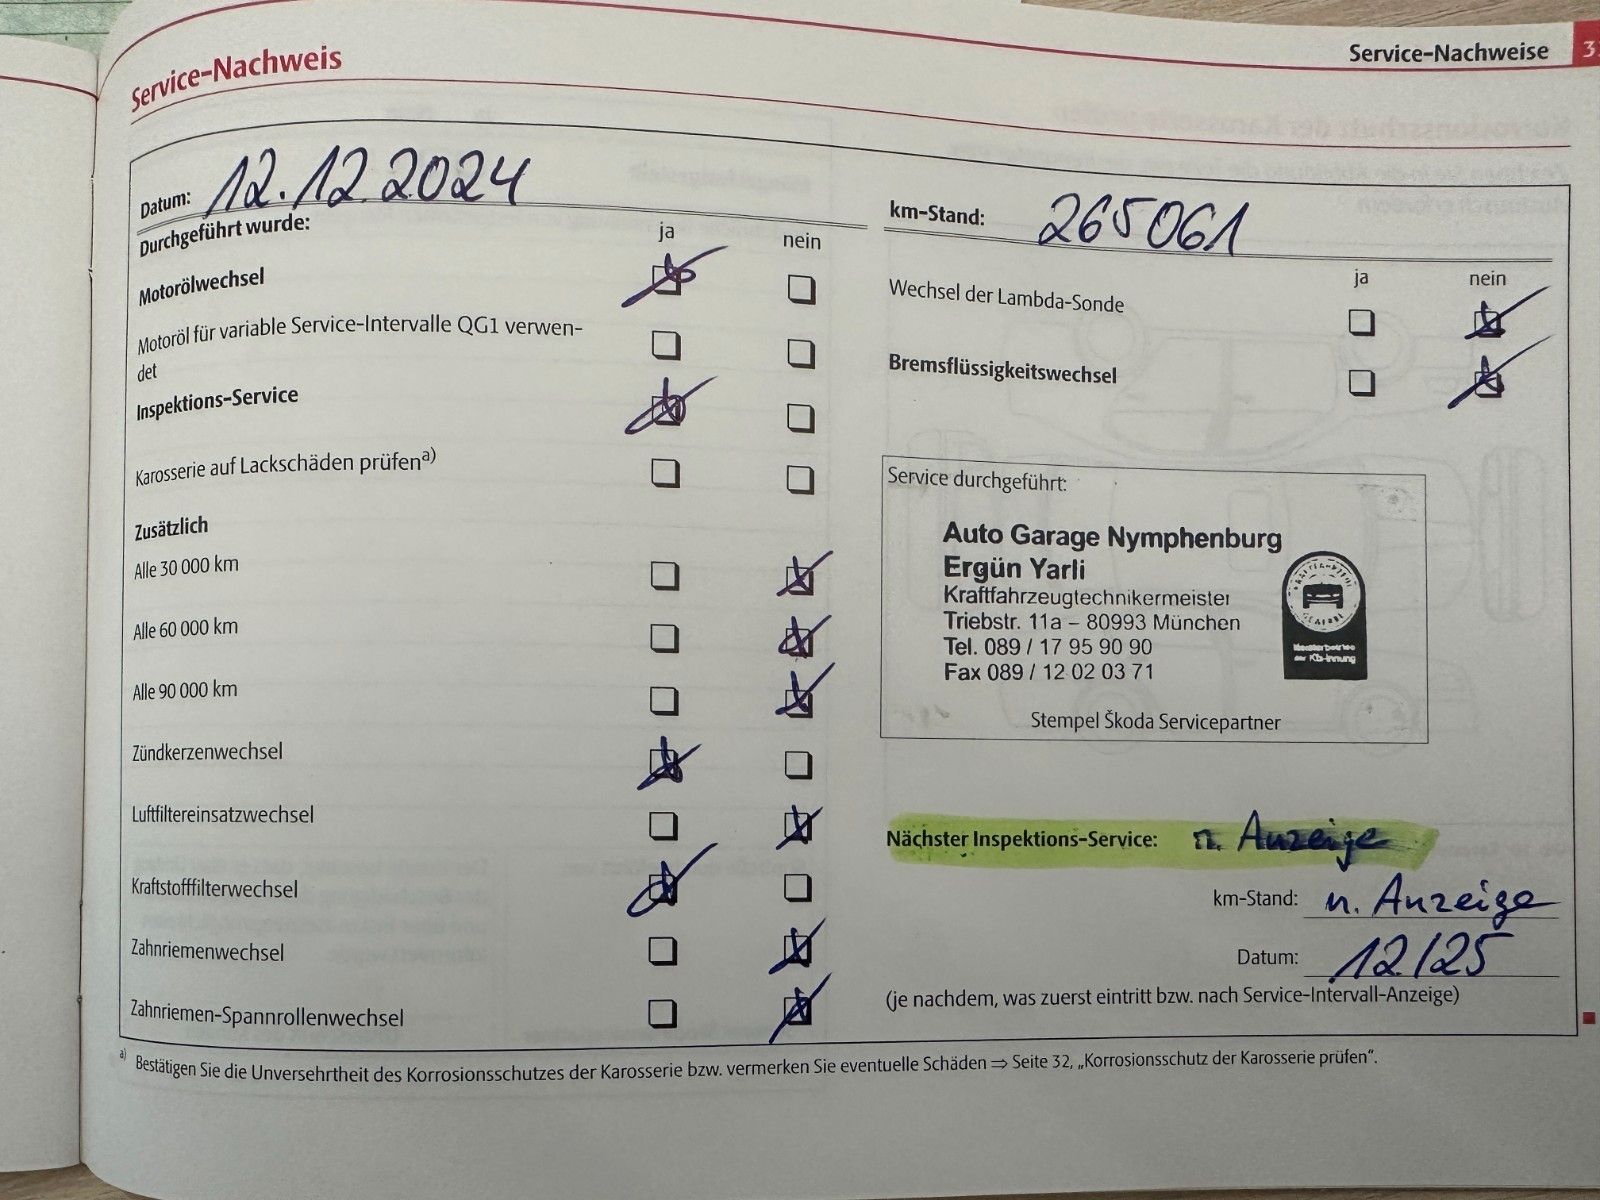 Service-Nachweise
Service-Nachweis
Datum: 12.12.2024
Durchgeführt wurde:
ja nein
Motorölwechsel
Motoröl für variable Service-Intervalle QG1 verwen-
det
Inspektions-Service
Karosserie auf Lackschäden prüfen a)
Zusätzlich
Alle 30 000 km
Alle 60 000 km
Alle 90 000 km
Zündkerzenwechsel
Luftfiltereinsatzwechsel
Kraftstofffilterwechsel
Zahnriemenwechsel
Zahnriemen-Spannrollenwechsel
km-Stand: 265061
ja nein
Wechsel der Lambda-Sonde
Bremsflüssigkeitswechsel
Service durchgeführt:
Auto Garage Nymphenburg
Ergün Yarli
Kraftfahrzeugtechnikermeister
Triebstr. 11a – 80993 München
Tel. 089 / 17 95 90 90
Fax 089 / 12 02 03 71
Meisterbetrieb
der Kfz-Innung
Stempel Škoda Servicepartner
Nächster Inspektions-Service: n. Anzeige
km-Stand: n. Anzeige
Datum: 12/25
(je nachdem, was zuerst eintritt bzw. nach Service-Intervall-Anzeige)
a) Bestätigen Sie die Unversehrtheit des Korrosionsschutzes der Karosserie bzw. vermerken Sie eventuelle Schäden ⇒ Seite 32, „Korrosionsschutz der Karosserie prüfen“.